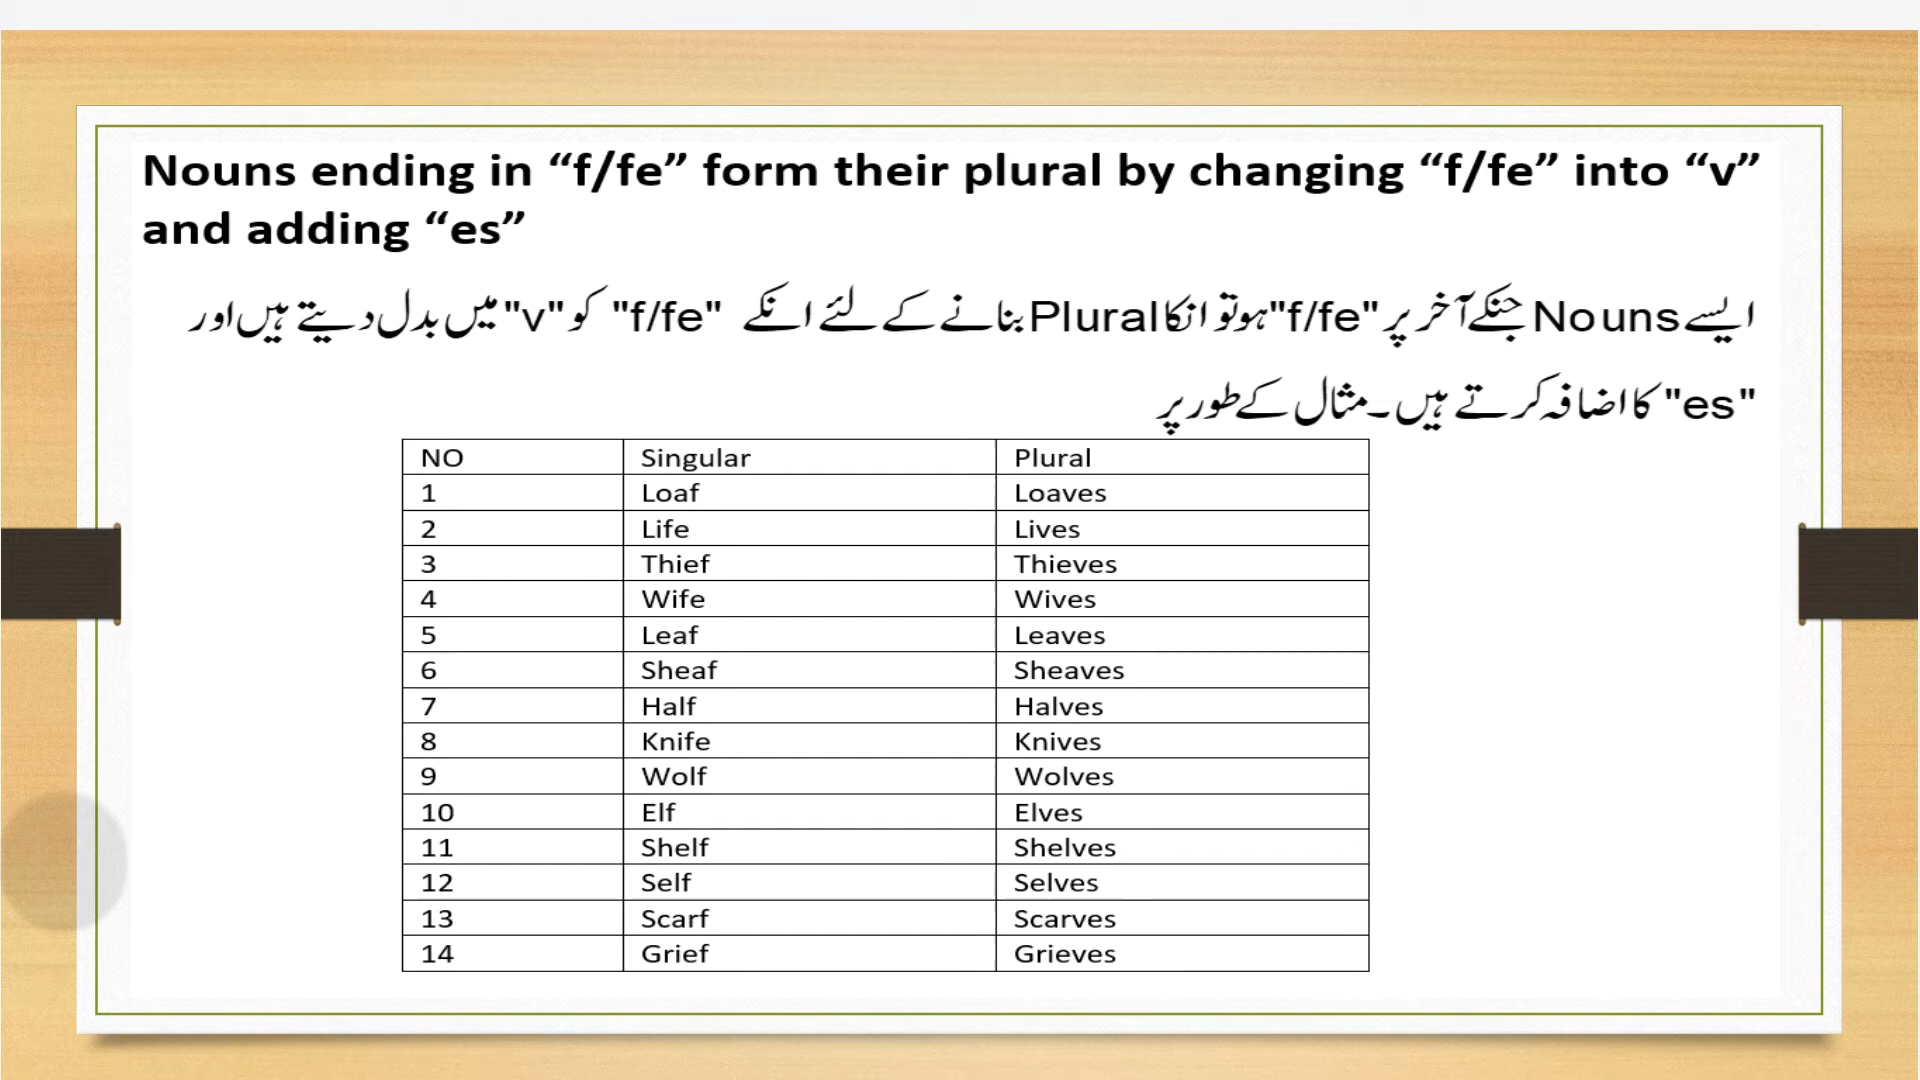 Nouns ending in “f/fe” form their plural by changing “f/fe” into “v”
and adding “es”
ایسے Nouns جنکے آخر پر "f/fe" ہو تو انکا Plural بنانے کے لئے انکے "f/fe" کو "v" میں بدل دیتے ہیں اور
"es" کا اضافہ کرتے ہیں۔ مثال کے طور پر
NO Singular Plural
1 Loaf Loaves
2 Life Lives
3 Thief Thieves
4 Wife Wives
5 Leaf Leaves
6 Sheaf Sheaves
7 Half Halves
8 Knife Knives
9 Wolf Wolves
10 Elf Elves
11 Shelf Shelves
12 Self Selves
13 Scarf Scarves
14 Grief Grieves